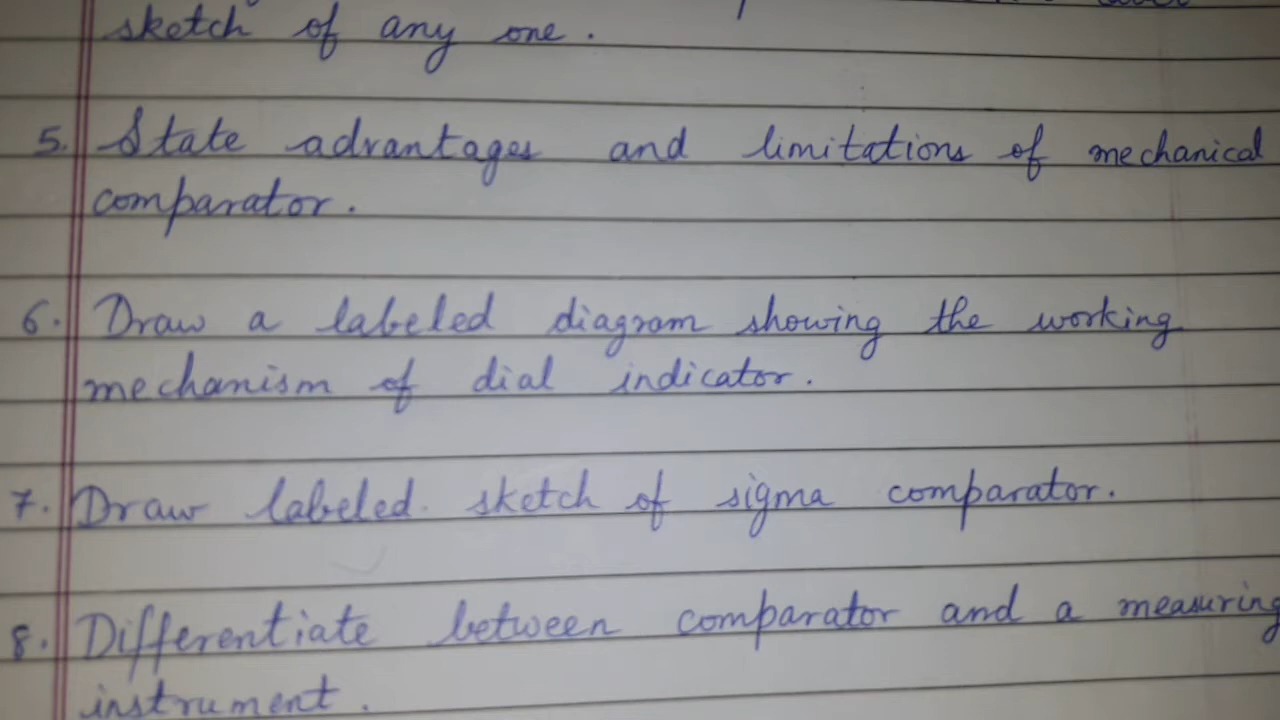 sketch of any one.
5. State advantages and limitations of mechanical
comparator.
6. Draw a labeled diagram showing the working
mechanism of dial indicator.
7. Draw labeled sketch of sigma comparator.
8. Differentiate between comparator and a measuring
instrument.